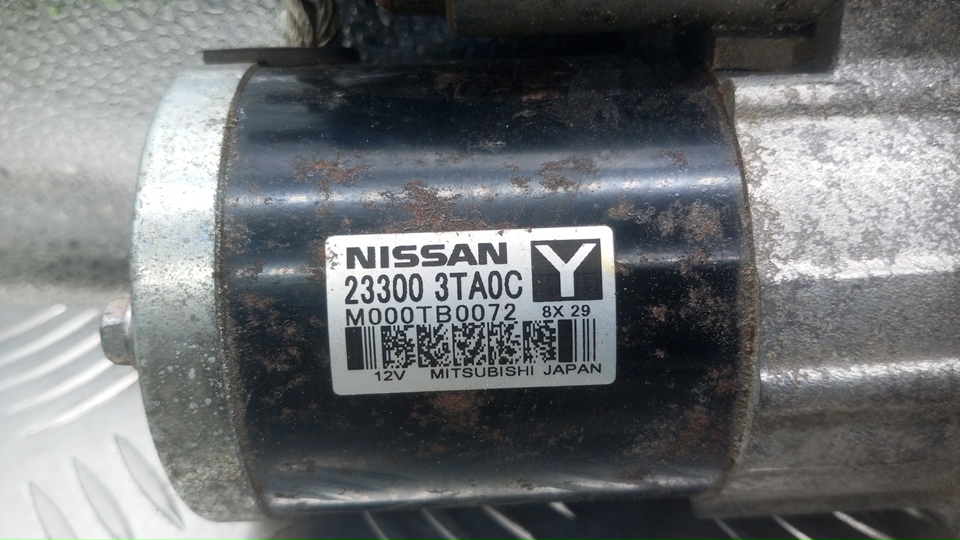 NISSAN Y
23300 3TA0C
M000TB0072 8X 29
12V MITSUBISHI JAPAN